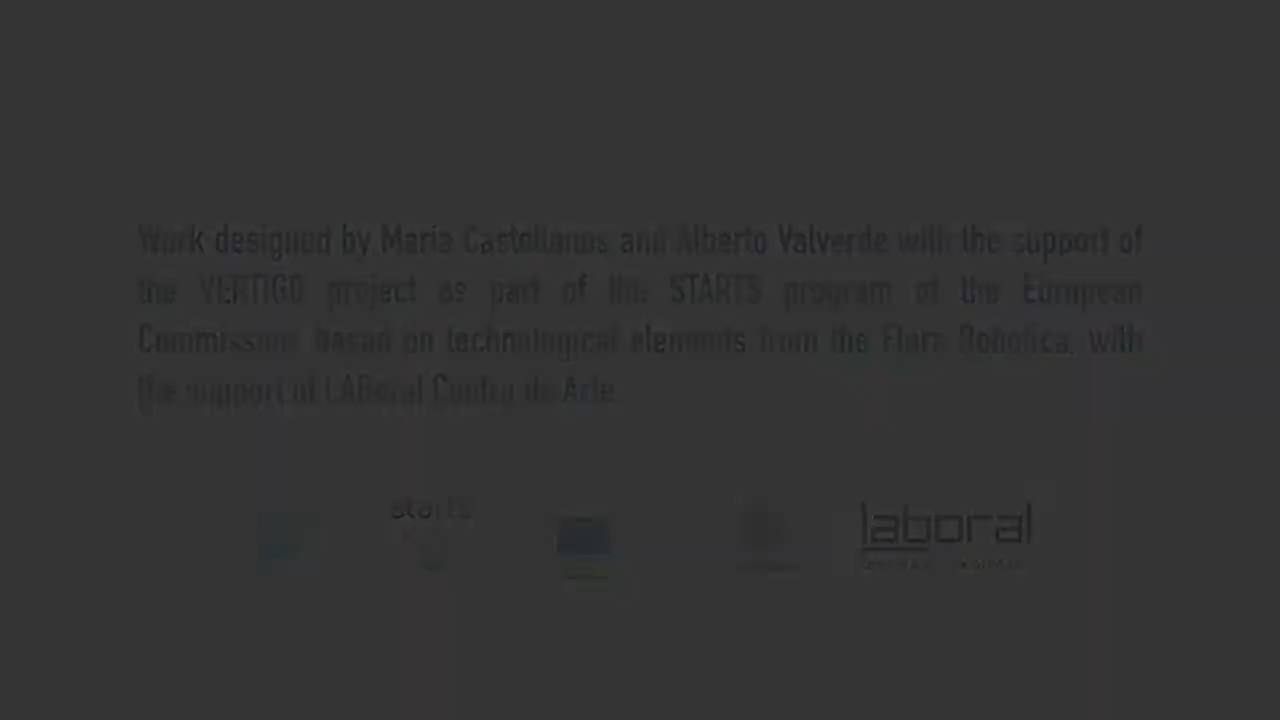 Work designed by María Castellanos and Alberto Valverde with the support of
the VERTIGO project as part of the STARTS program of the European
Commission, based on technological elements from the Flora Robotica, with
the support of LABoral Centro de Arte.
starts
laboral